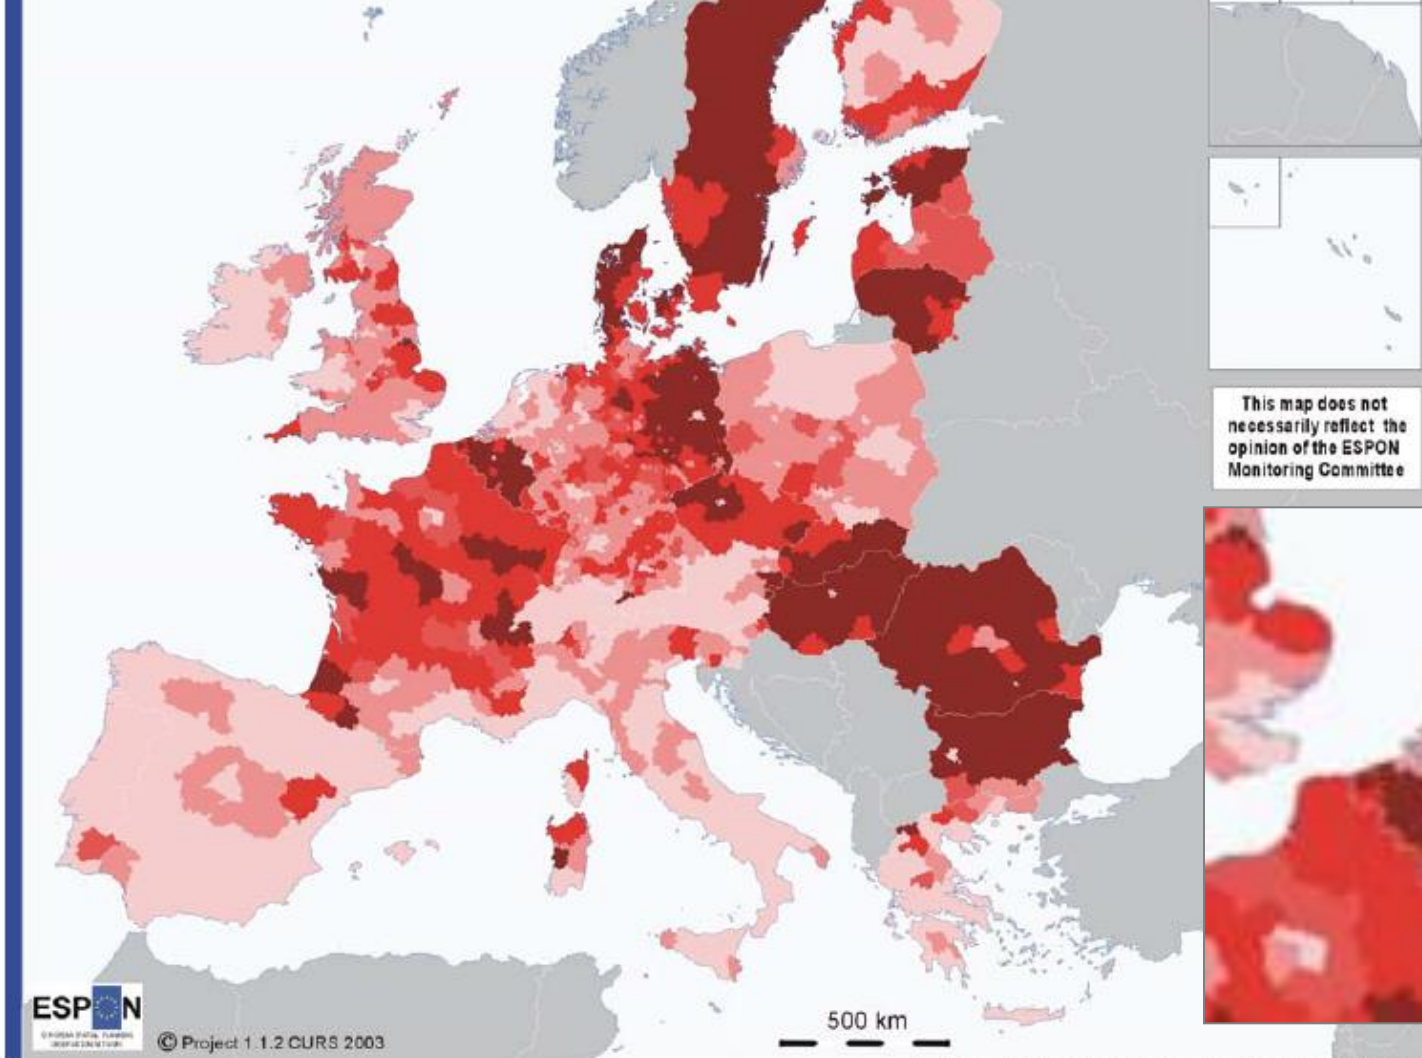 This map does not
necessarily reflect the
opinion of the ESPON
Monitoring Committee
ESPON
© Project 1.1.2 CURS 2003
500 km